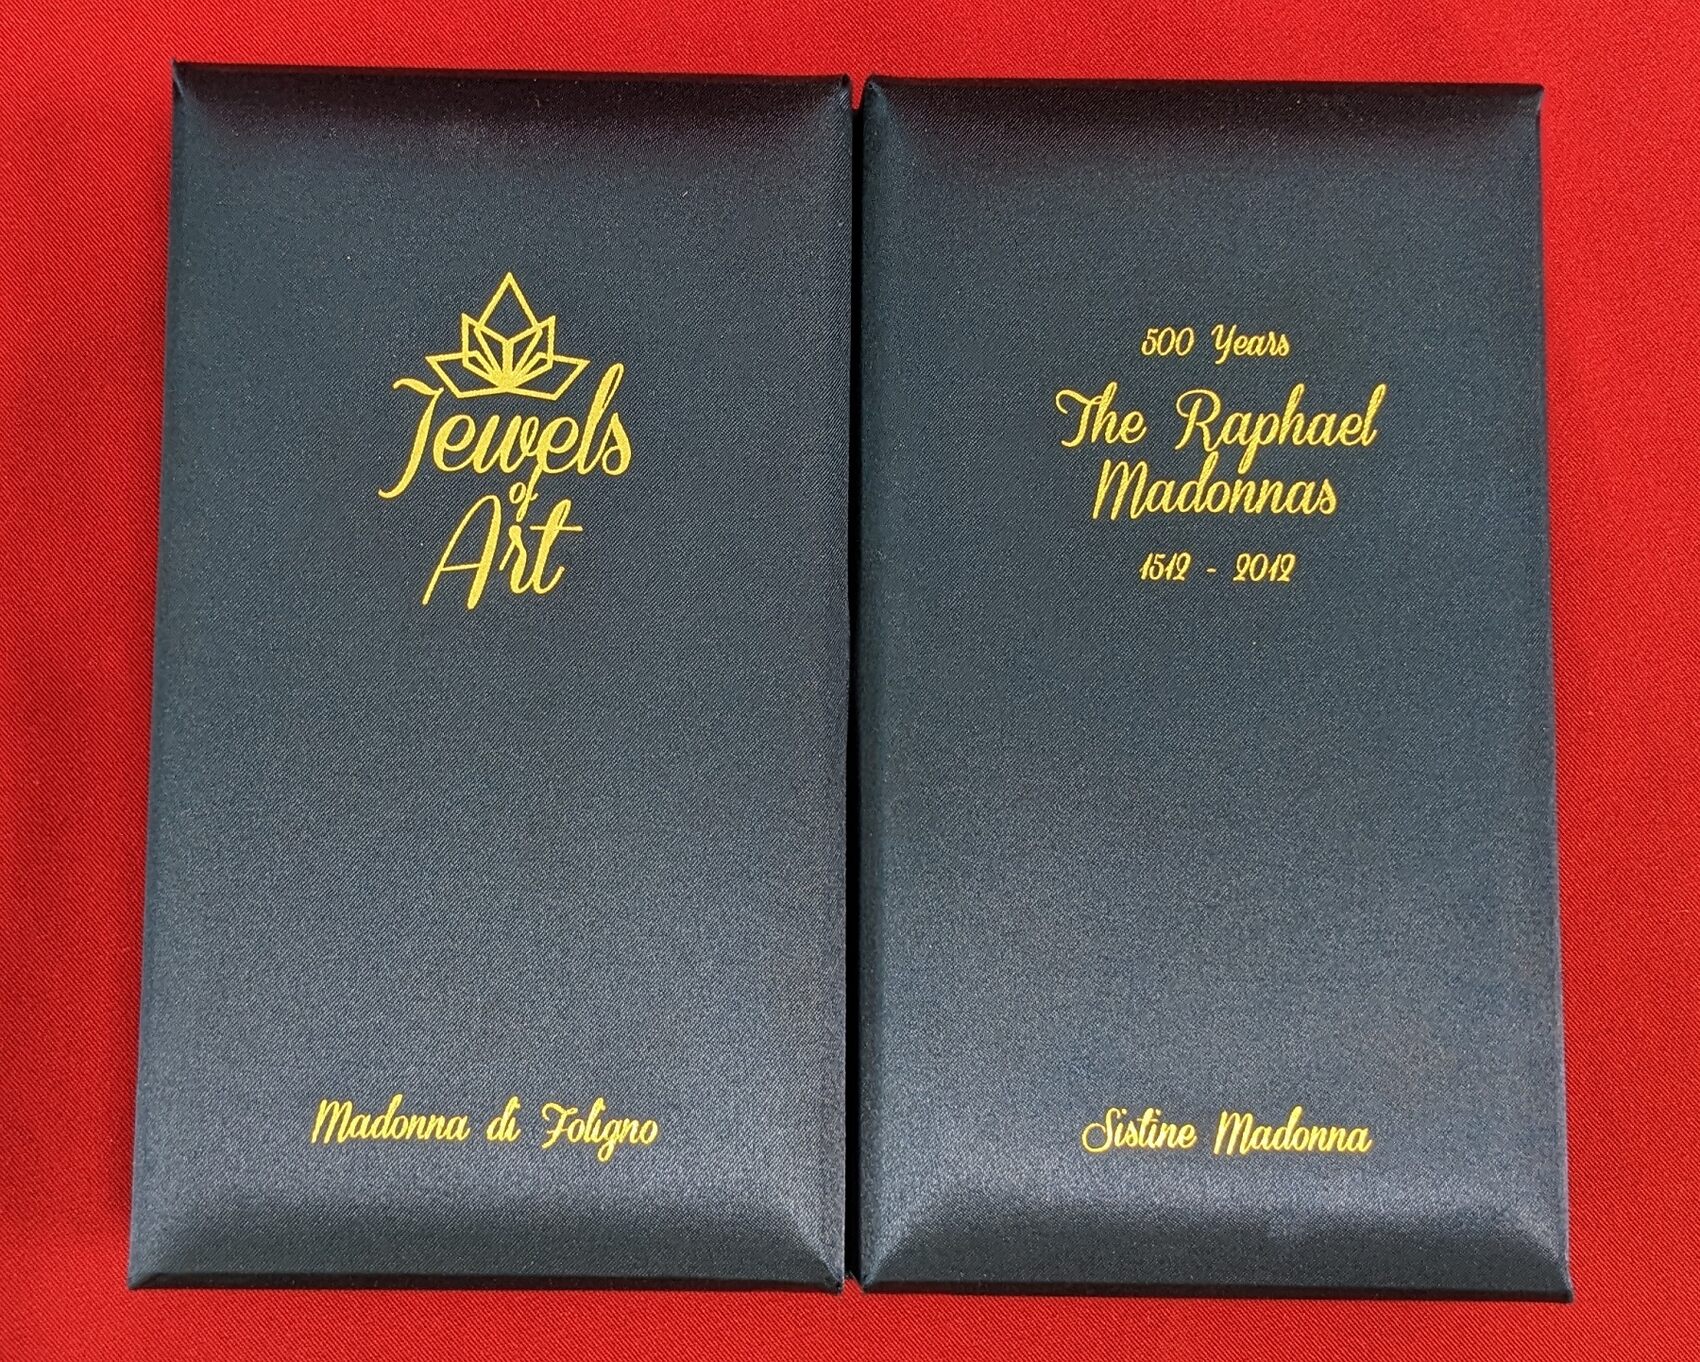 Jewels
of
Art
Madonna di Foligno
500 Years
The Raphael
Madonnas
1512 - 2012
Sistine Madonna